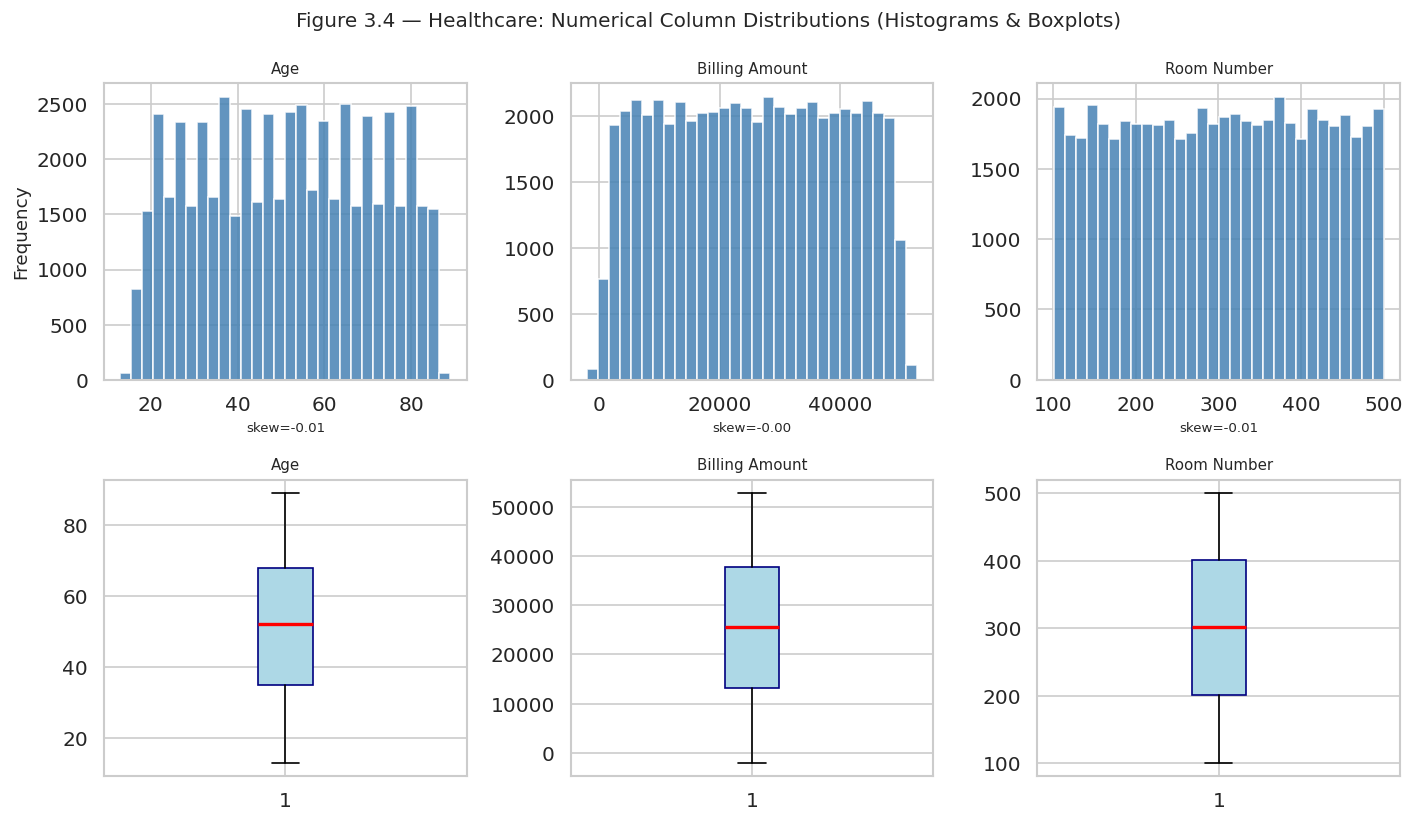 Figure 3.4 — Healthcare: Numerical Column Distributions (Histograms & Boxplots)
Age
Billing Amount
Room Number
Frequency
2500
2000
1500
1000
500
0
20 40 60 80
skew=-0.01
2000
1500
1000
500
0
0 20000 40000
skew=-0.00
2000
1500
1000
500
0
100 200 300 400 500
skew=-0.01
Age
Billing Amount
Room Number
80
60
40
20
1
50000
40000
30000
20000
10000
0
1
500
400
300
200
100
1